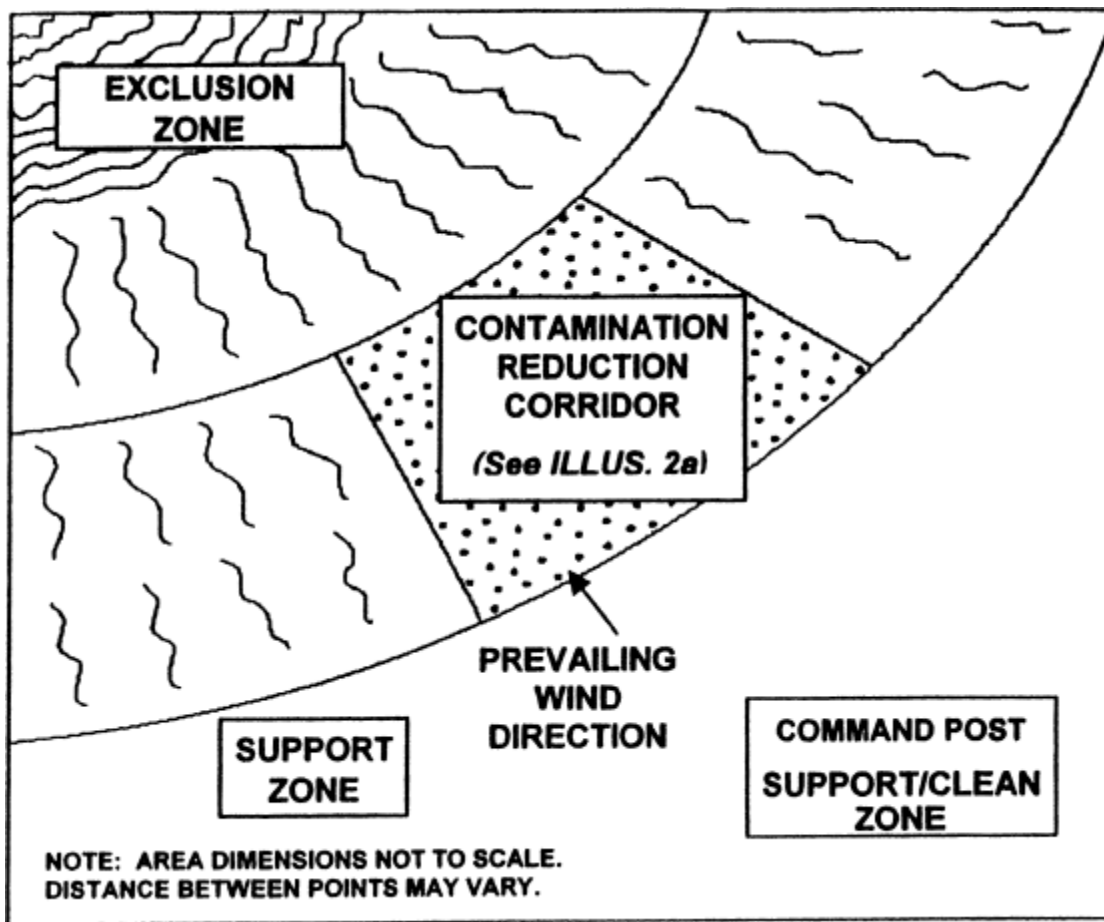 EXCLUSION
ZONE
CONTAMINATION
REDUCTION
CORRIDOR
(See ILLUS. 2a)
PREVAILING
WIND
DIRECTION
SUPPORT
ZONE
COMMAND POST
SUPPORT/CLEAN
ZONE
NOTE: AREA DIMENSIONS NOT TO SCALE.
DISTANCE BETWEEN POINTS MAY VARY.